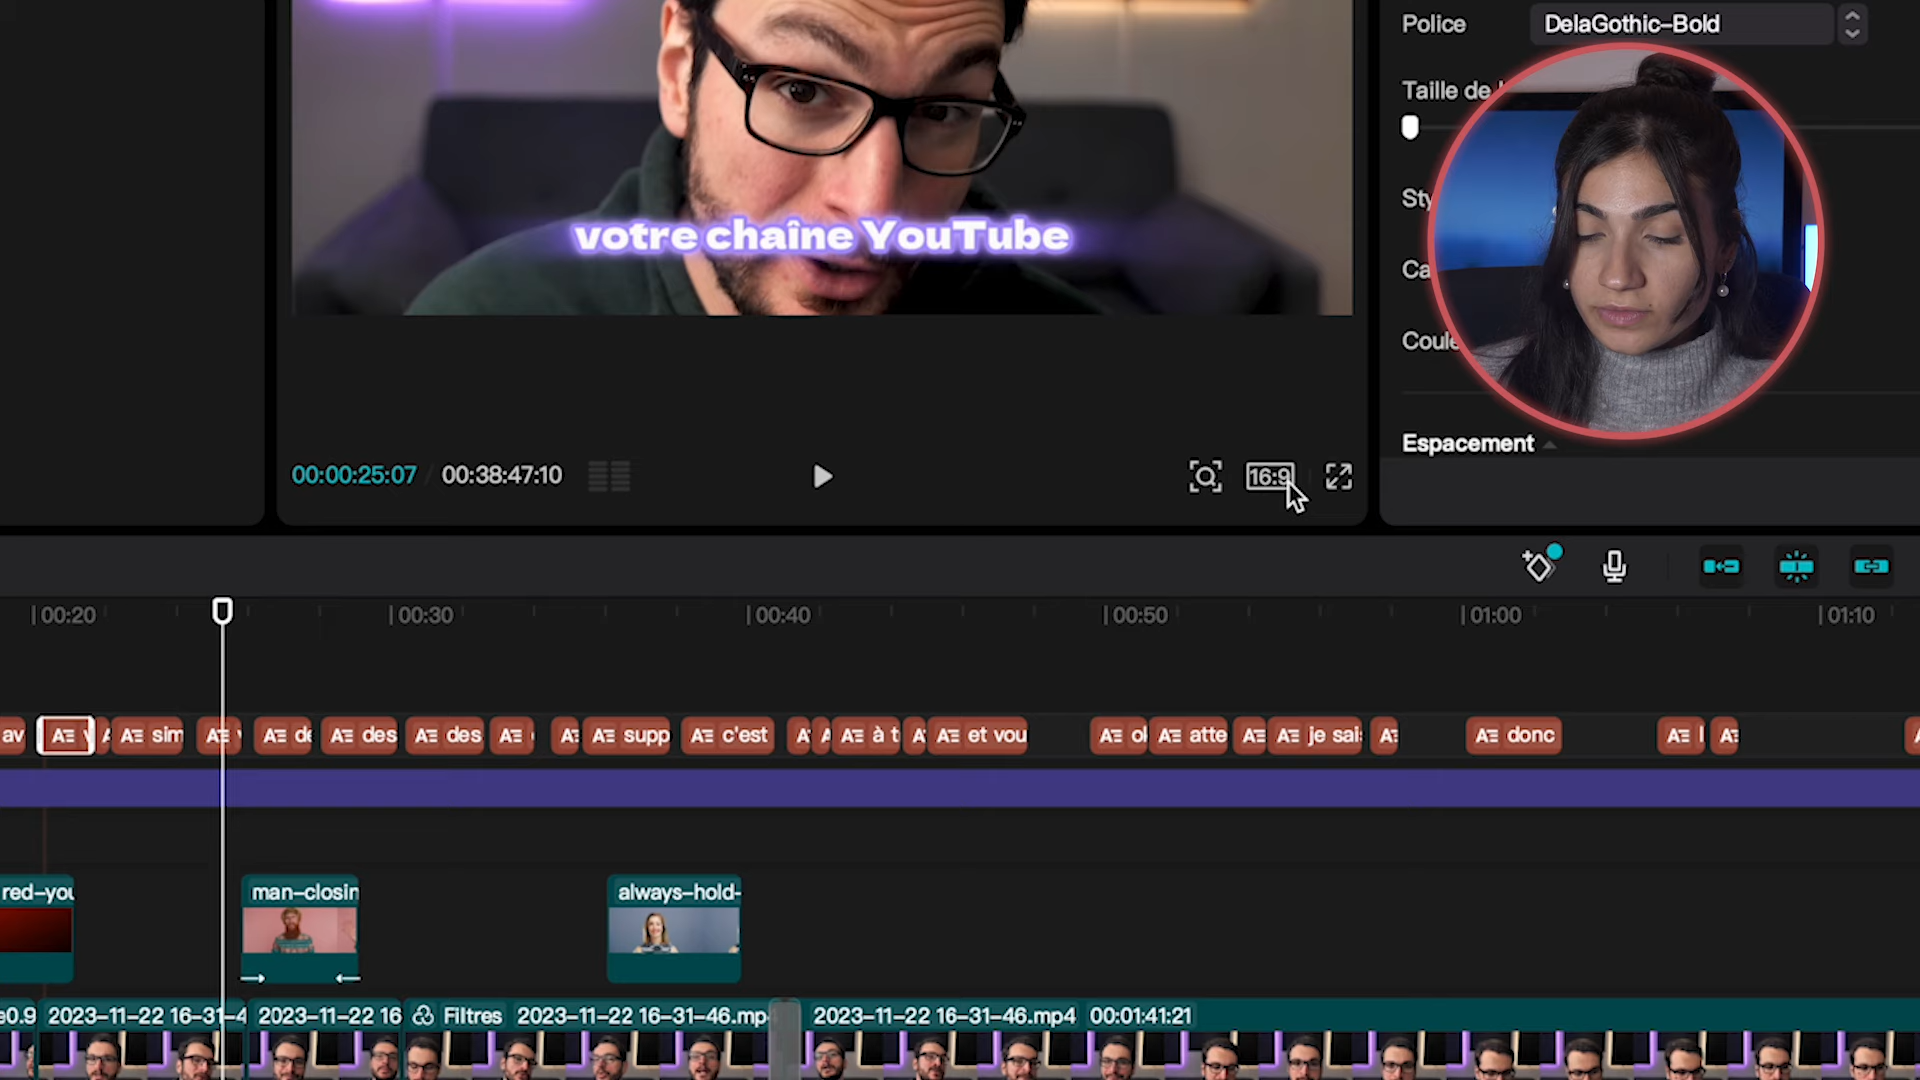 Police
DelaGothic-Bold
Taille de
votre chaîne YouTube
Espacement
00:00:25:07 / 00:38:47:10
16:9
00:20
00:30
00:40
00:50
01:00
01:10
av
sim
des
des
supp
c'est
à t
et vou
atte
je sai
donc
red-you
man-closin
always-hold-
e0.9
2023-11-22 16-31-4
2023-11-22 16
Filtres
2023-11-22 16-31-46.mp4
2023-11-22 16-31-46.mp4
00:01:41:21